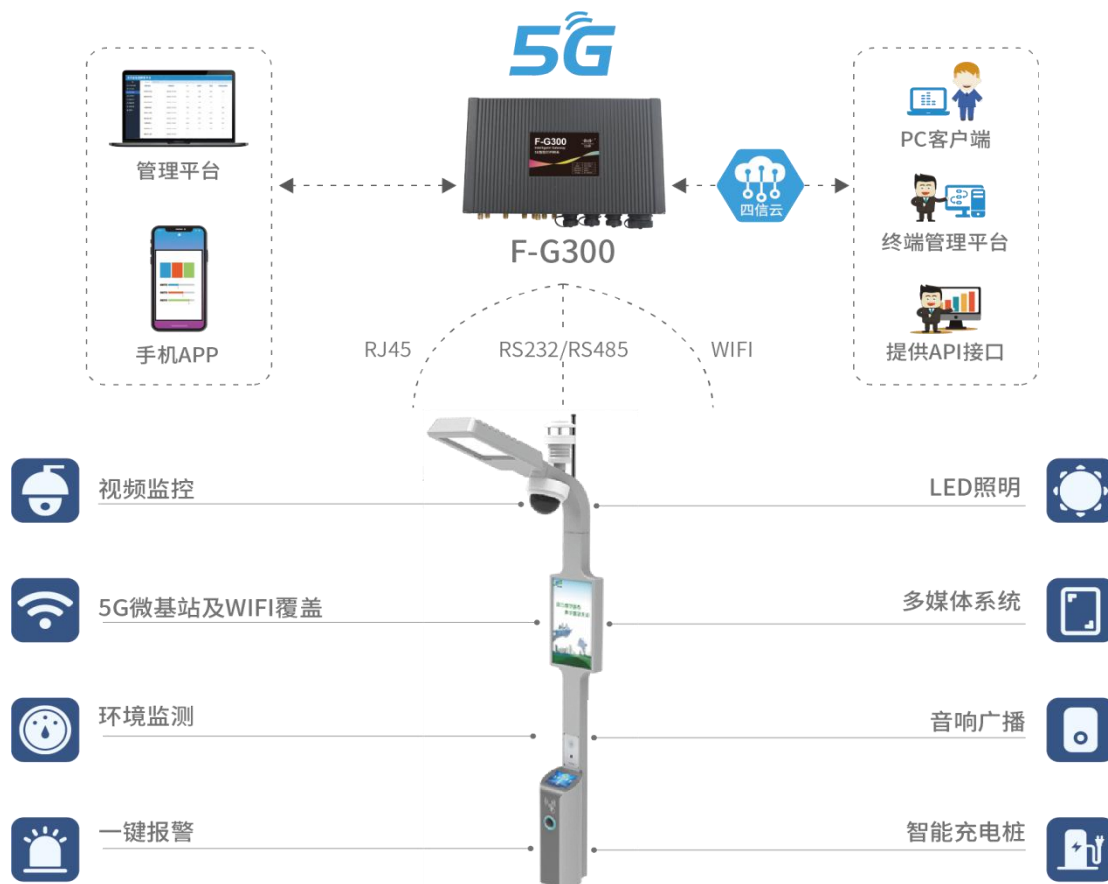 5G
管理平台
手机APP
F-G300
Intelligent Gateway
F-G300
四信云
PC客户端
终端管理平台
提供API接口
RJ45
RS232/RS485
WIFI
视频监控
LED照明
5G微基站及WIFI覆盖
多媒体系统
环境监测
音响广播
一键报警
智能充电桩